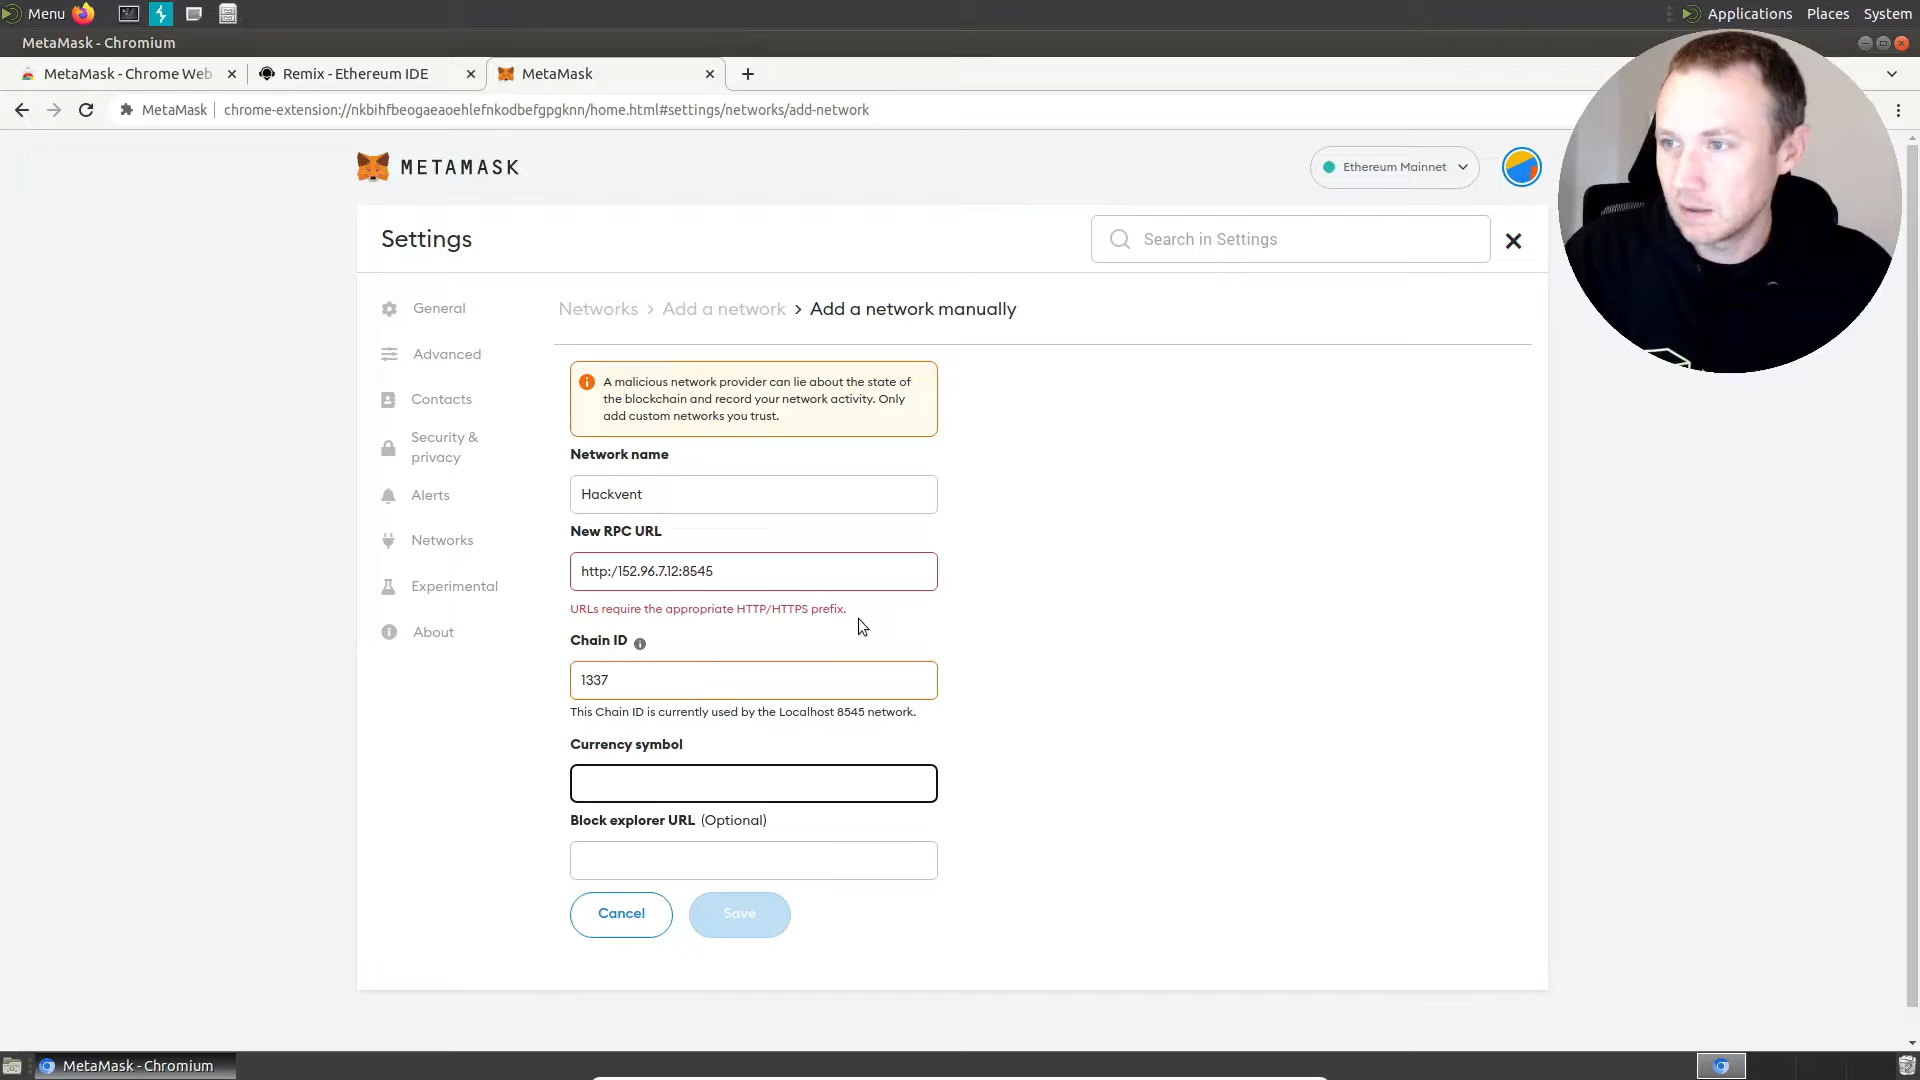 Menu
Applications Places System
MetaMask - Chromium
MetaMask - Chrome Web
Remix - Ethereum IDE
MetaMask
MetaMask
chrome-extension://nkbihfbeogaeaoehlefnkodbefgpgknn/home.html#settings/networks/add-network
METAMASK
Ethereum Mainnet
Settings
Search in Settings
General
Advanced
Contacts
Security &
privacy
Alerts
Networks
Experimental
About
Networks > Add a network > Add a network manually
A malicious network provider can lie about the state of
the blockchain and record your network activity. Only
add custom networks you trust.
Network name
Hackvent
New RPC URL
http:/152.96.7.12:8545
URLs require the appropriate HTTP/HTTPS prefix.
Chain ID
1337
This Chain ID is currently used by the Localhost 8545 network.
Currency symbol
Block explorer URL (Optional)
Cancel
Save
MetaMask - Chromium